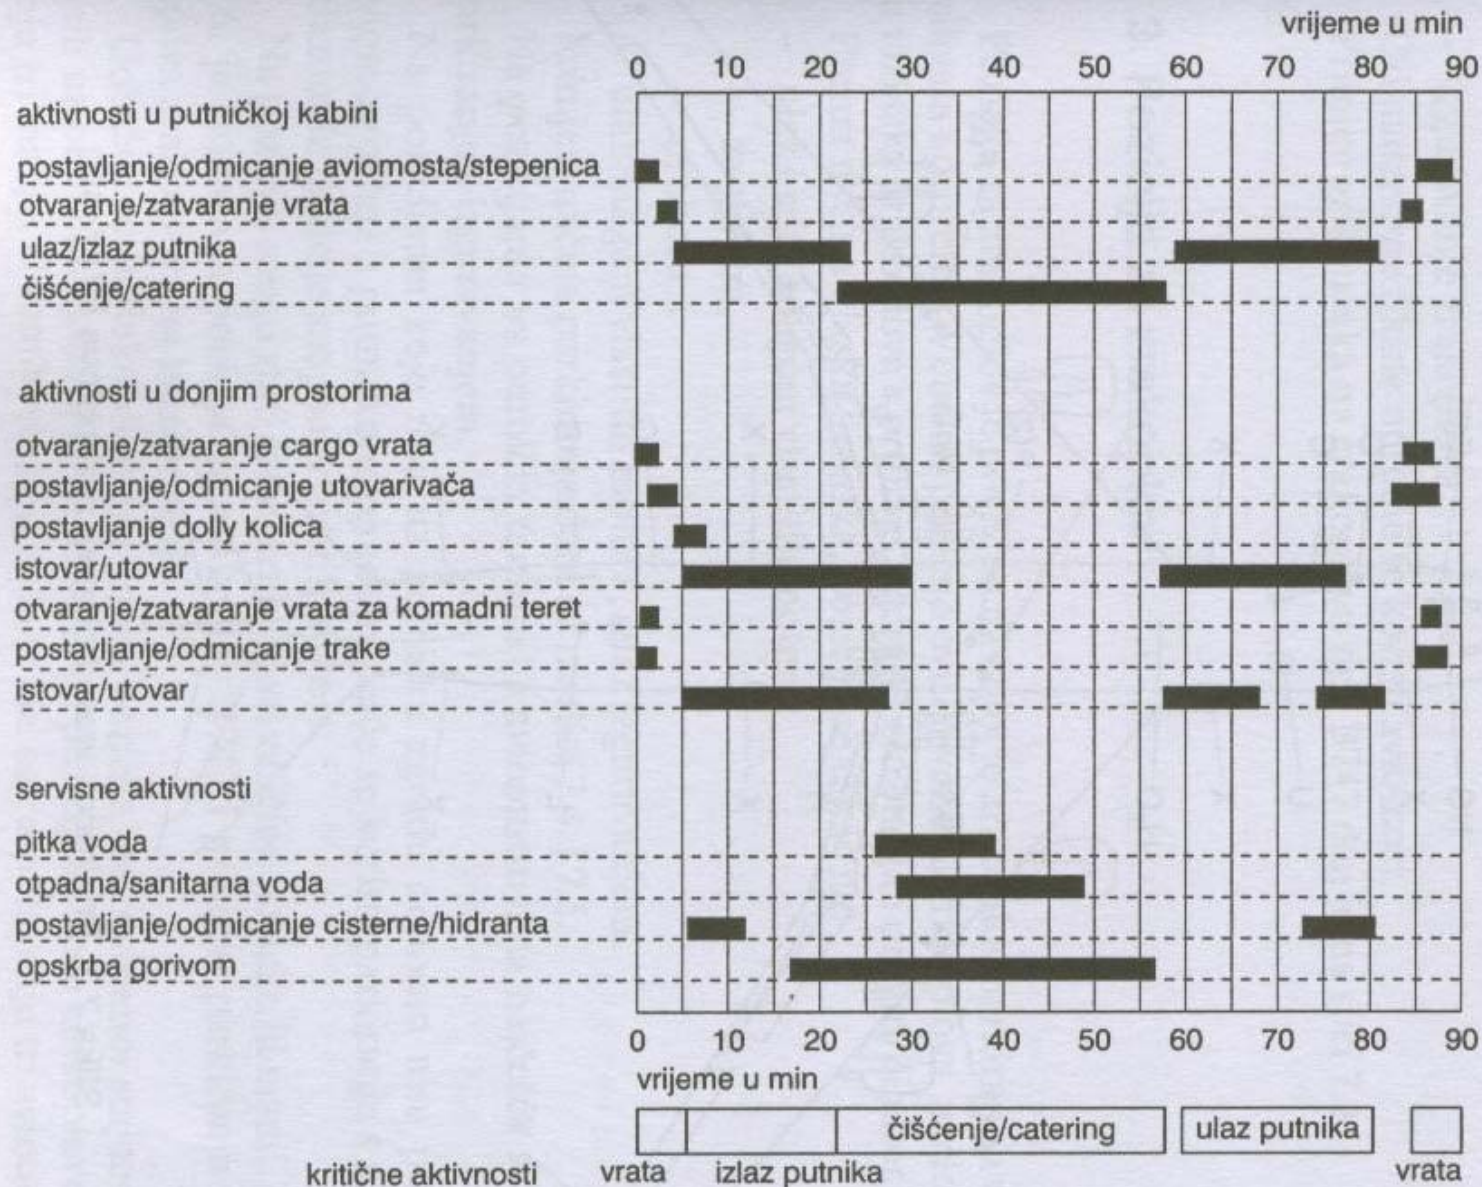 vrijeme u min
0 10 20 30 40 50 60 70 80 90
aktivnosti u putničkoj kabini
postavljanje/odmicanje aviomosta/stepenica
otvaranje/zatvaranje vrata
ulaz/izlaz putnika
čišćenje/catering
aktivnosti u donjim prostorima
otvaranje/zatvaranje cargo vrata
postavljanje/odmicanje utovarivača
postavljanje dolly kolica
istovar/utovar
otvaranje/zatvaranje vrata za komadni teret
postavljanje/odmicanje trake
istovar/utovar
servisne aktivnosti
pitka voda
otpadna/sanitarna voda
postavljanje/odmicanje cisterne/hidranta
opskrba gorivom
0 10 20 30 40 50 60 70 80 90
vrijeme u min
čišćenje/catering ulaz putnika
kritične aktivnosti vrata izlaz putnika vrata